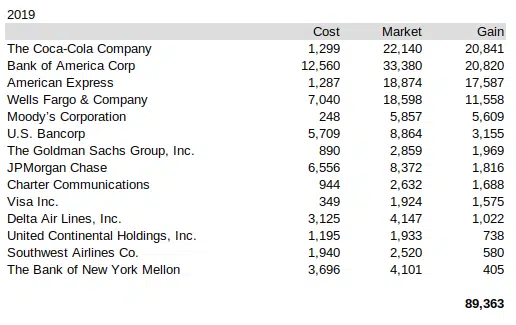 2019
Cost Market Gain
The Coca-Cola Company 1,299 22,140 20,841
Bank of America Corp 12,560 33,380 20,820
American Express 1,287 18,874 17,587
Wells Fargo & Company 7,040 18,598 11,558
Moody’s Corporation 248 5,857 5,609
U.S. Bancorp 5,709 8,864 3,155
The Goldman Sachs Group, Inc. 890 2,859 1,969
JPMorgan Chase 6,556 8,372 1,816
Charter Communications 944 2,632 1,688
Visa Inc. 349 1,924 1,575
Delta Air Lines, Inc. 3,125 4,147 1,022
United Continental Holdings, Inc. 1,195 1,933 738
Southwest Airlines Co. 1,940 2,520 580
The Bank of New York Mellon 3,696 4,101 405
89,363